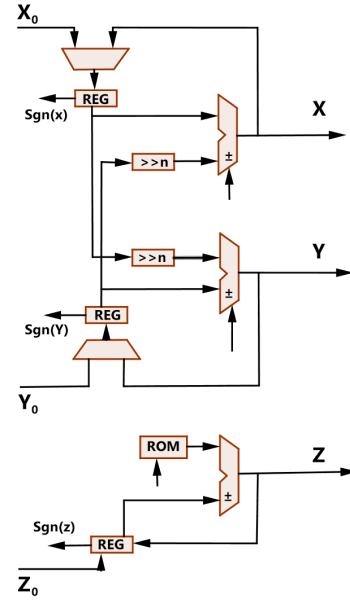 X₀
REG
Sgn(x)
X
±
>>n
>>n
Y
±
REG
Sgn(Y)
Y₀
ROM
Z
±
Sgn(z)
REG
Z₀